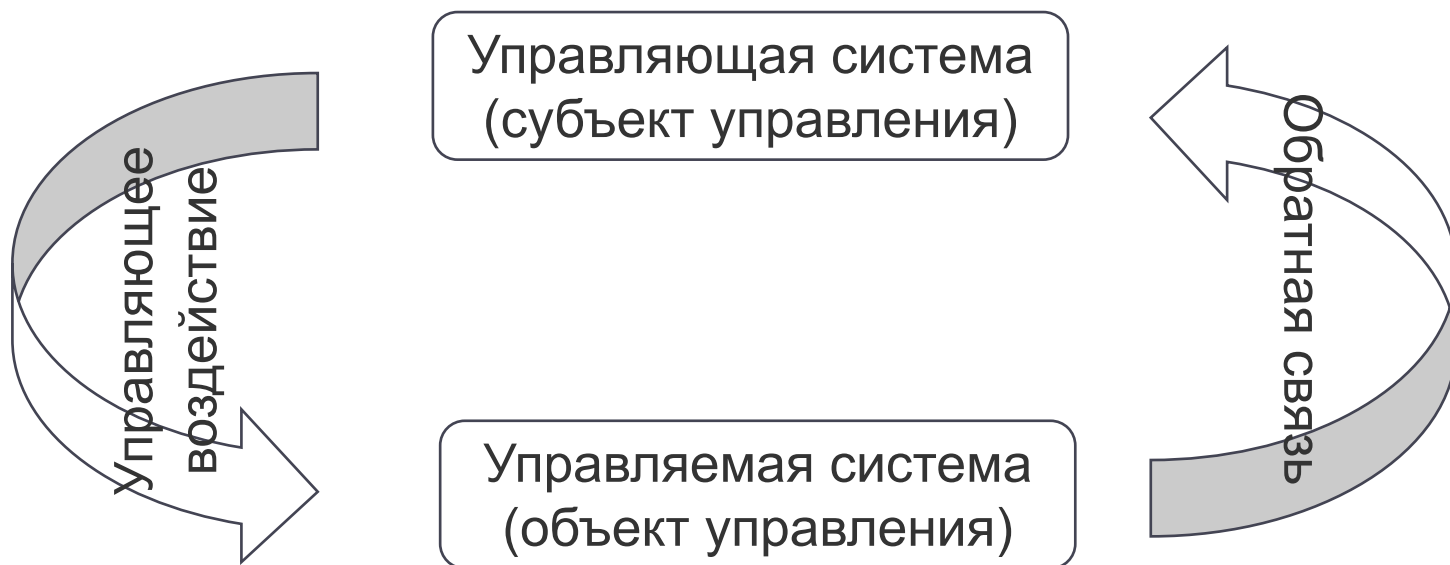 Управляющая система
(субъект управления)
Управляющее
воздействие
Обратная связь
Управляемая система
(объект управления)